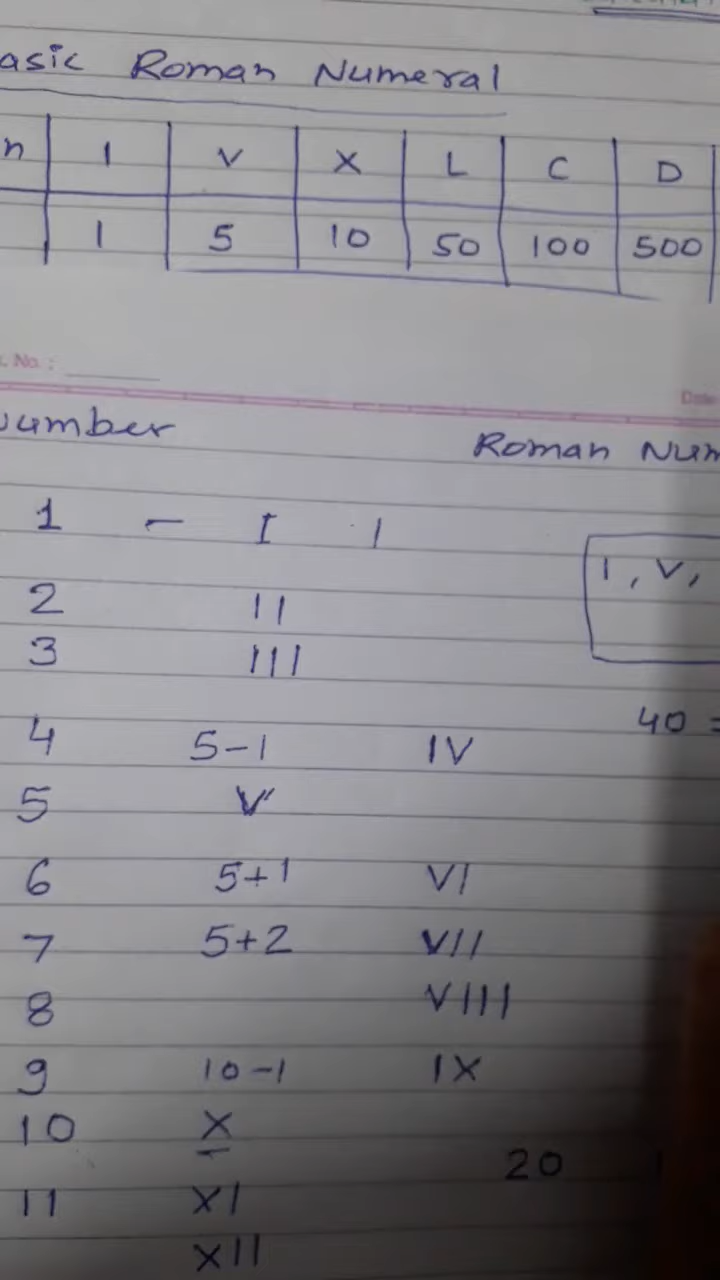 asic Roman Numeral
n I V X L C D
1 5 10 50 100 500
. No. :
Date
umber Roman Num
1 - I I
2 II
3 III
I, V,
4 5-1 IV
40 =
5 V
6 5+1 VI
7 5+2 VII
8 VIII
9 10-1 IX
10 X
20
11 XI
XII